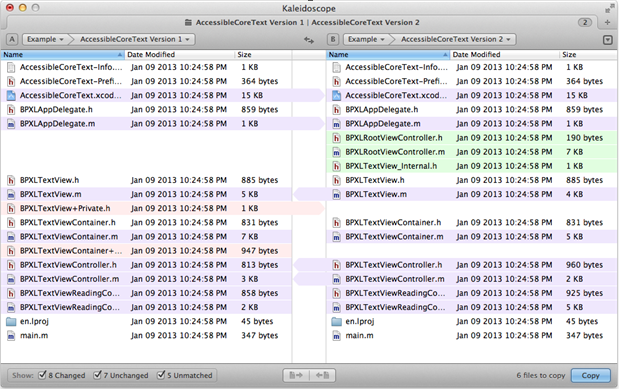 Kaleidoscope
AccessibleCoreText Version 1 | AccessibleCoreText Version 2
2
A Example AccessibleCoreText Version 1 B Example AccessibleCoreText Version 2
Name Date Modified Size Name Date Modified Size
AccessibleCoreText-Info.... Jan 09 2013 10:24:58 PM 1 KB AccessibleCoreText-Info.... Jan 09 2013 10:24:58 PM 1 KB
AccessibleCoreText-Prefi... Jan 09 2013 10:24:58 PM 364 bytes AccessibleCoreText-Prefi... Jan 09 2013 10:24:58 PM 364 bytes
AccessibleCoreText.xcod... Jan 09 2013 10:24:58 PM 15 KB AccessibleCoreText.xcod... Jan 09 2013 10:24:58 PM 15 KB
BPXLAppDelegate.h Jan 09 2013 10:24:58 PM 859 bytes BPXLAppDelegate.h Jan 09 2013 10:24:58 PM 859 bytes
BPXLAppDelegate.m Jan 09 2013 10:24:58 PM 1 KB BPXLAppDelegate.m Jan 09 2013 10:24:58 PM 1 KB
BPXLRootViewController.h Jan 09 2013 10:24:58 PM 190 bytes
BPXLRootViewController.m Jan 09 2013 10:24:58 PM 7 KB
BPXLTextView_Internal.h Jan 09 2013 10:24:58 PM 1 KB
BPXLTextView.h Jan 09 2013 10:24:58 PM 885 bytes BPXLTextView.h Jan 09 2013 10:24:58 PM 885 bytes
BPXLTextView.m Jan 09 2013 10:24:58 PM 5 KB BPXLTextView.m Jan 09 2013 10:24:58 PM 4 KB
BPXLTextView+Private.h Jan 09 2013 10:24:58 PM 1 KB
BPXLTextViewContainer.h Jan 09 2013 10:24:58 PM 831 bytes BPXLTextViewContainer.h Jan 09 2013 10:24:58 PM 831 bytes
BPXLTextViewContainer.m Jan 09 2013 10:24:58 PM 7 KB BPXLTextViewContainer.m Jan 09 2013 10:24:58 PM 5 KB
BPXLTextViewContainer+... Jan 09 2013 10:24:58 PM 947 bytes
BPXLTextViewController.h Jan 09 2013 10:24:58 PM 813 bytes BPXLTextViewController.h Jan 09 2013 10:24:58 PM 960 bytes
BPXLTextViewController.m Jan 09 2013 10:24:58 PM 3 KB BPXLTextViewController.m Jan 09 2013 10:24:58 PM 2 KB
BPXLTextViewReadingCo... Jan 09 2013 10:24:58 PM 858 bytes BPXLTextViewReadingCo... Jan 09 2013 10:24:58 PM 925 bytes
BPXLTextViewReadingCo... Jan 09 2013 10:24:58 PM 2 KB BPXLTextViewReadingCo... Jan 09 2013 10:24:58 PM 5 KB
en.lproj Jan 09 2013 10:24:58 PM 45 bytes en.lproj Jan 09 2013 10:24:58 PM 45 bytes
main.m Jan 09 2013 10:24:58 PM 347 bytes main.m Jan 09 2013 10:24:58 PM 347 bytes
Show: 8 Changed 7 Unchanged 5 Unmatched 6 files to copy Copy